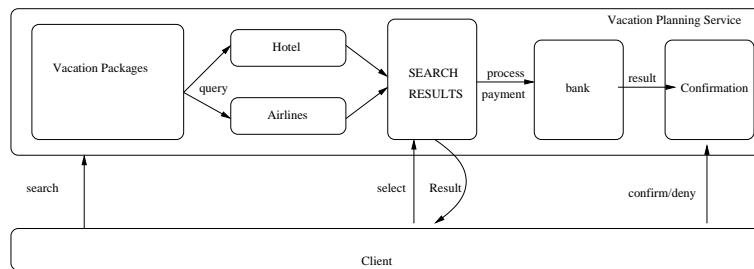 Vacation Planning Service
Vacation Packages
query
Hotel
Airlines
SEARCH
RESULTS
process
payment
bank
result
Confirmation
search
select
Result
confirm/deny
Client